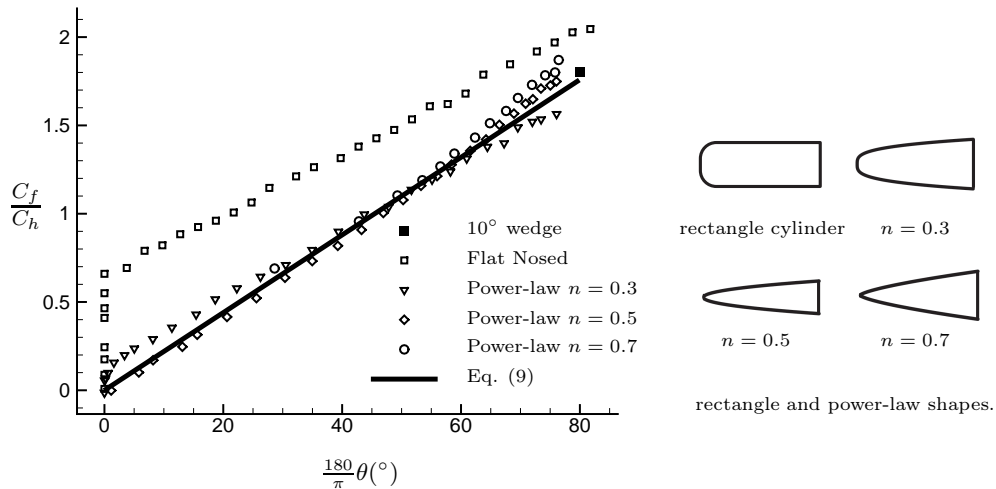 2
1.5
1
0.5
0
C_f
C_h
0 20 40 60 80
180/π θ(°)
10° wedge
Flat Nosed
Power-law n = 0.3
Power-law n = 0.5
Power-law n = 0.7
Eq. (9)
rectangle cylinder n = 0.3
n = 0.5 n = 0.7
rectangle and power-law shapes.